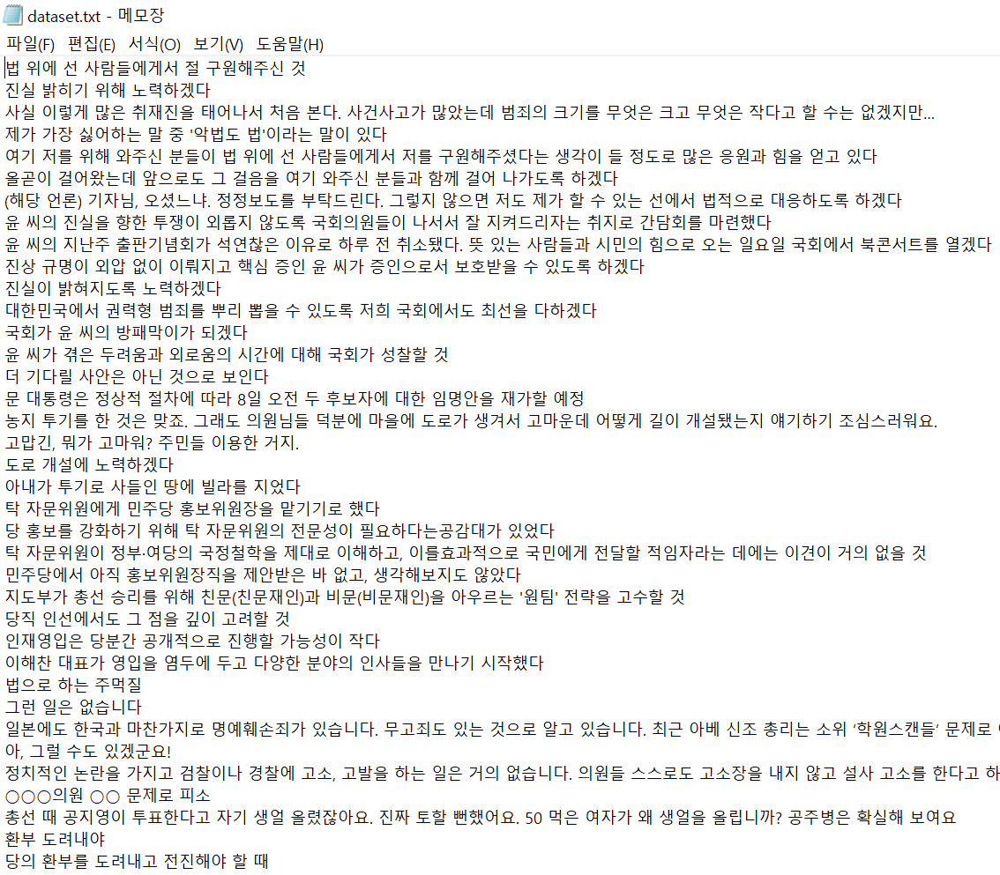 dataset.txt - 메모장
파일(F) 편집(E) 서식(O) 보기(V) 도움말(H)
법 위에 선 사람들에게서 절 구원해주신 것
진실 밝히기 위해 노력하겠다
사실 이렇게 많은 취재진을 태어나서 처음 본다. 사건사고가 많았는데 범죄의 크기를 무엇은 크고 무엇은 작다고 할 수는 없겠지만...
제가 가장 싫어하는 말 중 '악법도 법'이라는 말이 있다
여기 저를 위해 와주신 분들이 법 위에 선 사람들에게서 저를 구원해주셨다는 생각이 들 정도로 많은 응원과 힘을 얻고 있다
올곧이 걸어왔는데 앞으로도 그 걸음을 여기 와주신 분들과 함께 걸어 나가도록 하겠다
(해당 언론) 기자님, 오셨느냐. 정정보도를 부탁드린다. 그렇지 않으면 저도 제가 할 수 있는 선에서 법적으로 대응하도록 하겠다
윤 씨의 진실을 향한 투쟁이 외롭지 않도록 국회의원들이 나서서 잘 지켜드리자는 취지로 간담회를 마련했다
윤 씨의 지난주 출판기념회가 석연찮은 이유로 하루 전 취소됐다. 뜻 있는 사람들과 시민의 힘으로 오는 일요일 국회에서 북콘서트를 열겠다
진상 규명이 외압 없이 이뤄지고 핵심 증인 윤 씨가 증인으로서 보호받을 수 있도록 하겠다
진실이 밝혀지도록 노력하겠다
대한민국에서 권력형 범죄를 뿌리 뽑을 수 있도록 저희 국회에서도 최선을 다하겠다
국회가 윤 씨의 방패막이가 되겠다
윤 씨가 겪은 두려움과 외로움의 시간에 대해 국회가 성찰할 것
더 기다릴 사안은 아닌 것으로 보인다
문 대통령은 정상적 절차에 따라 8일 오전 두 후보자에 대한 임명안을 재가할 예정
농지 투기를 한 것은 맞죠. 그래도 의원님들 덕분에 마을에 도로가 생겨서 고마운데 어떻게 길이 개설됐는지 얘기하기 조심스러워요.
고맙긴, 뭐가 고마워? 주민들 이용한 거지.
도로 개설에 노력하겠다
아내가 투기로 사들인 땅에 빌라를 지었다
탁 자문위원에게 민주당 홍보위원장을 맡기기로 했다
당 홍보를 강화하기 위해 탁 자문위원의 전문성이 필요하다는공감대가 있었다
탁 자문위원이 정부·여당의 국정철학을 제대로 이해하고, 이를효과적으로 국민에게 전달할 적임자라는 데에는 이견이 거의 없을 것
민주당에서 아직 홍보위원장직을 제안받은 바 없고, 생각해보지도 않았다
지도부가 총선 승리를 위해 친문(친문재인)과 비문(비문재인)을 아우르는 '원팀' 전략을 고수할 것
당직 인선에서도 그 점을 깊이 고려할 것
인재영입은 당분간 공개적으로 진행할 가능성이 작다
이해찬 대표가 영입을 염두에 두고 다양한 분야의 인사들을 만나기 시작했다
법으로 하는 주먹질
그런 일은 없습니다
일본에도 한국과 마찬가지로 명예훼손죄가 있습니다. 무고죄도 있는 것으로 알고 있습니다. 최근 아베 신조 총리는 소위 ‘학원스캔들’ 문제로
아, 그럴 수도 있겠군요!
정치적인 논란을 가지고 검찰이나 경찰에 고소, 고발을 하는 일은 거의 없습니다. 의원들 스스로도 고소장을 내지 않고 설사 고소를 한다고 하
○○○의원 ○○ 문제로 피소
총선 때 공지영이 투표한다고 자기 생얼 올렸잖아요. 진짜 토할 뻔했어요. 50 먹은 여자가 왜 생얼을 올립니까? 공주병은 확실해 보여요
환부 도려내야
당의 환부를 도려내고 전진해야 할 때